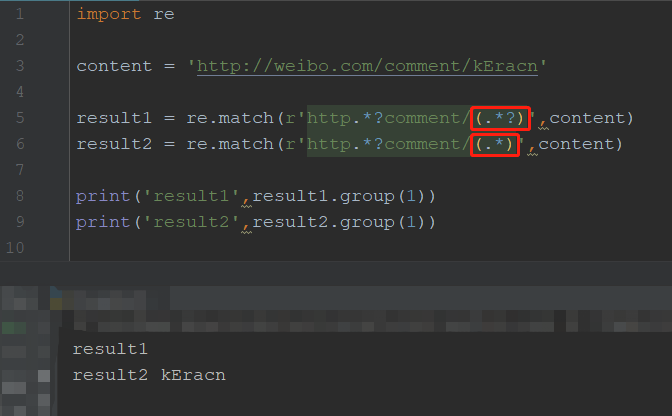 1 import re
2
3 content = 'http://weibo.com/comment/kEracn'
4
5 result1 = re.match(r'http.*?comment/(.*?)',content)
6 result2 = re.match(r'http.*?comment/(.*)',content)
7
8 print('result1',result1.group(1))
9 print('result2',result2.group(1))
10
result1
result2 kEracn